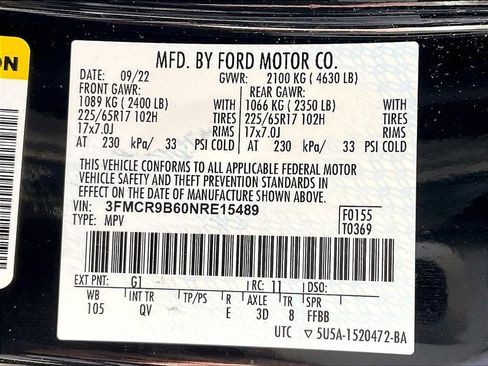 ON
MFD. BY FORD MOTOR CO.
DATE: 09/22 GVWR: 2100 KG ( 4630 LB)
FRONT GAWR: REAR GAWR:
1089 KG ( 2400 LB) WITH 1066 KG ( 2350 LB) WITH
225/65R17 102H TIRES 225/65R17 102H TIRES
17x7.0J RIMS 17x7.0J RIMS
AT 230 kPa/ 33 PSI COLD AT 230 kPa/ 33 PSI COLD
THIS VEHICLE CONFORMS TO ALL APPLICABLE FEDERAL MOTOR
VEHICLE SAFETY AND THEFT PREVENTION STANDARDS IN
EFFECT ON THE DATE OF MANUFACTURE SHOWN ABOVE.
VIN: 3FMCR9B60NRE15489 F0155
TYPE: MPV T0369
EXT PNT: G1 RC: 11 DSO:
WB INT TR TP/PS R AXLE TR SPR
105 QV E 3D 8 FFBB
UTC ▽ 5U5A-1520472-BA